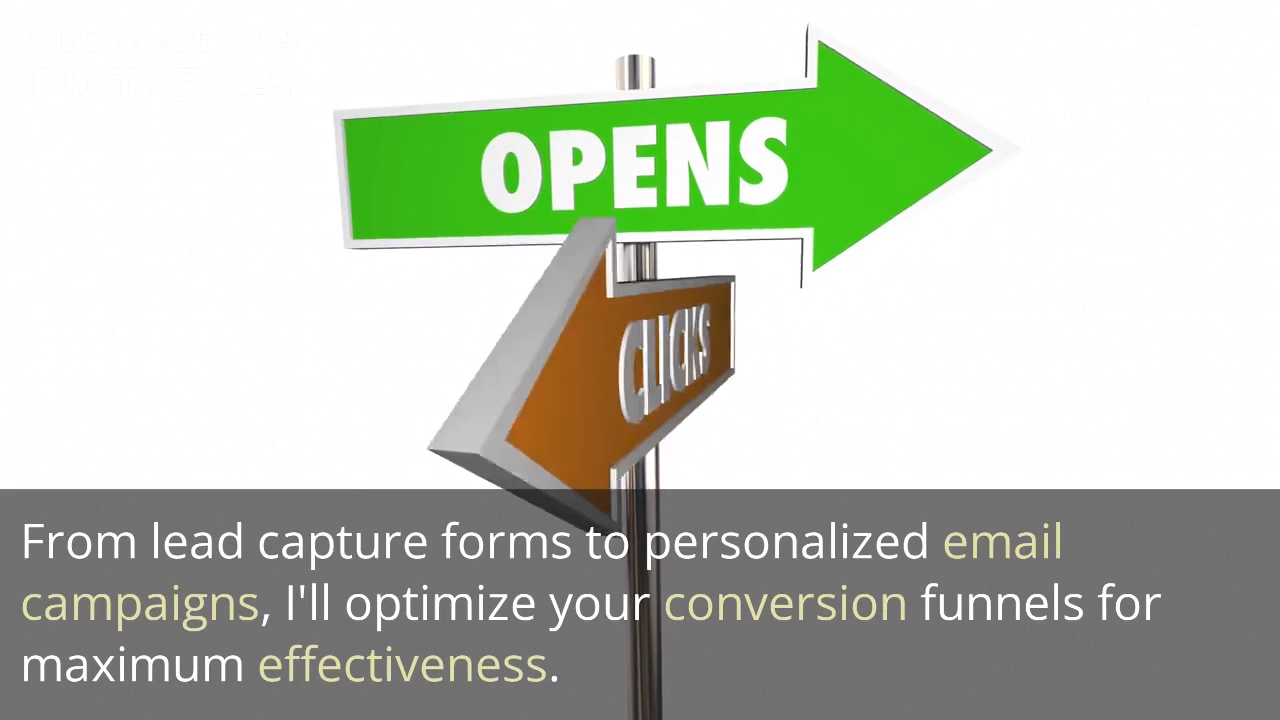 OPENS
CLICKS
From lead capture forms to personalized email
campaigns, I'll optimize your conversion funnels for
maximum effectiveness.